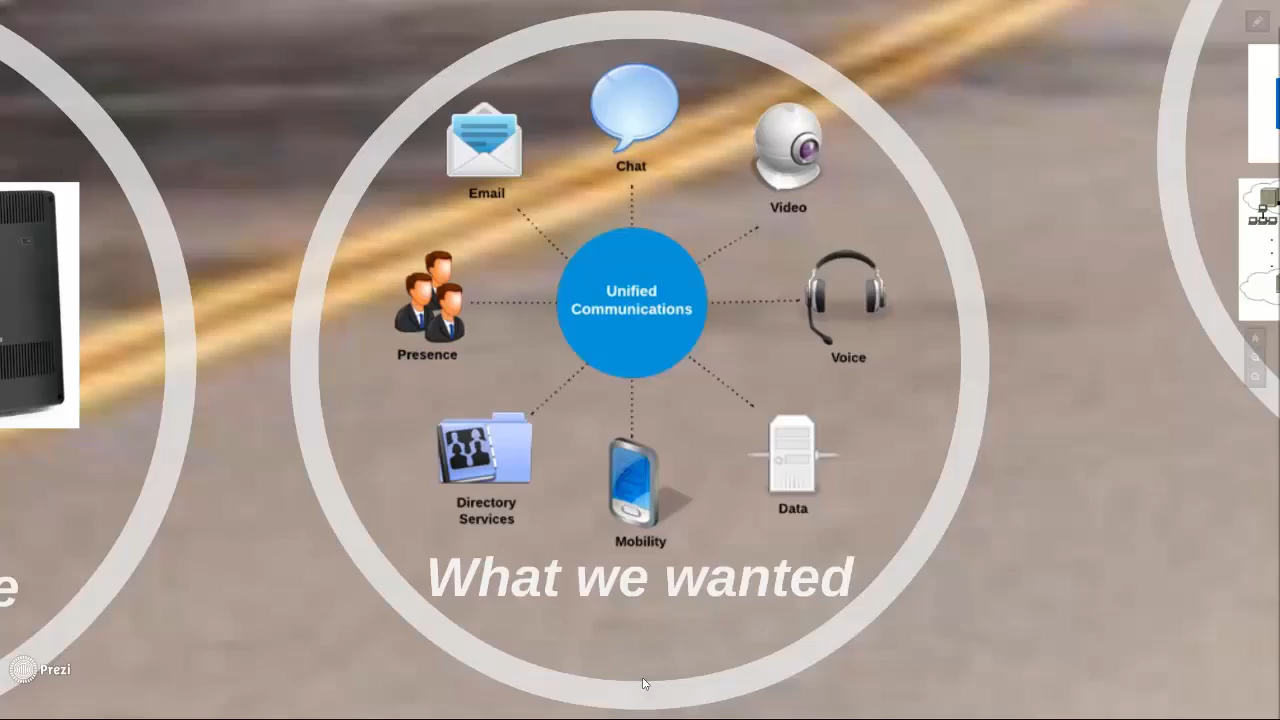 Chat
Email
Video
Unified
Communications
Presence
Voice
Directory
Services
Data
Mobility
What we wanted
e
Prezi